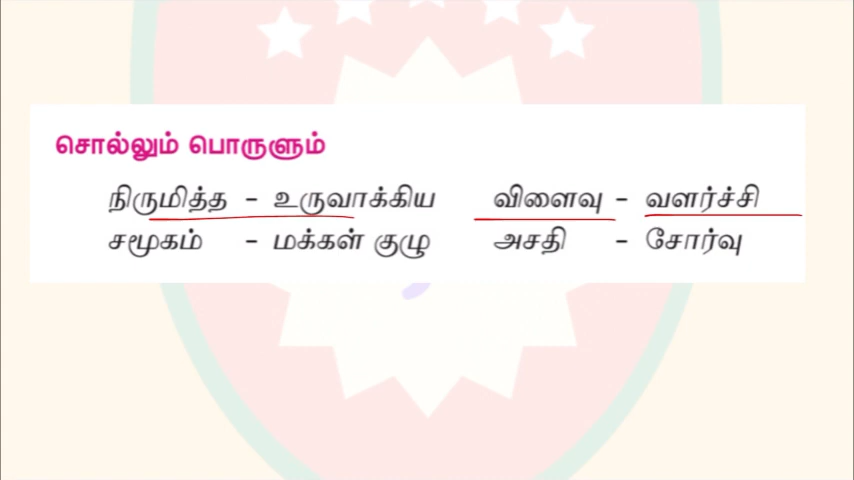 சொல்லும் பொருளும்
நிருமித்த - உருவாக்கிய விளைவு - வளர்ச்சி
சமூகம் - மக்கள் குழு அசதி - சோர்வு